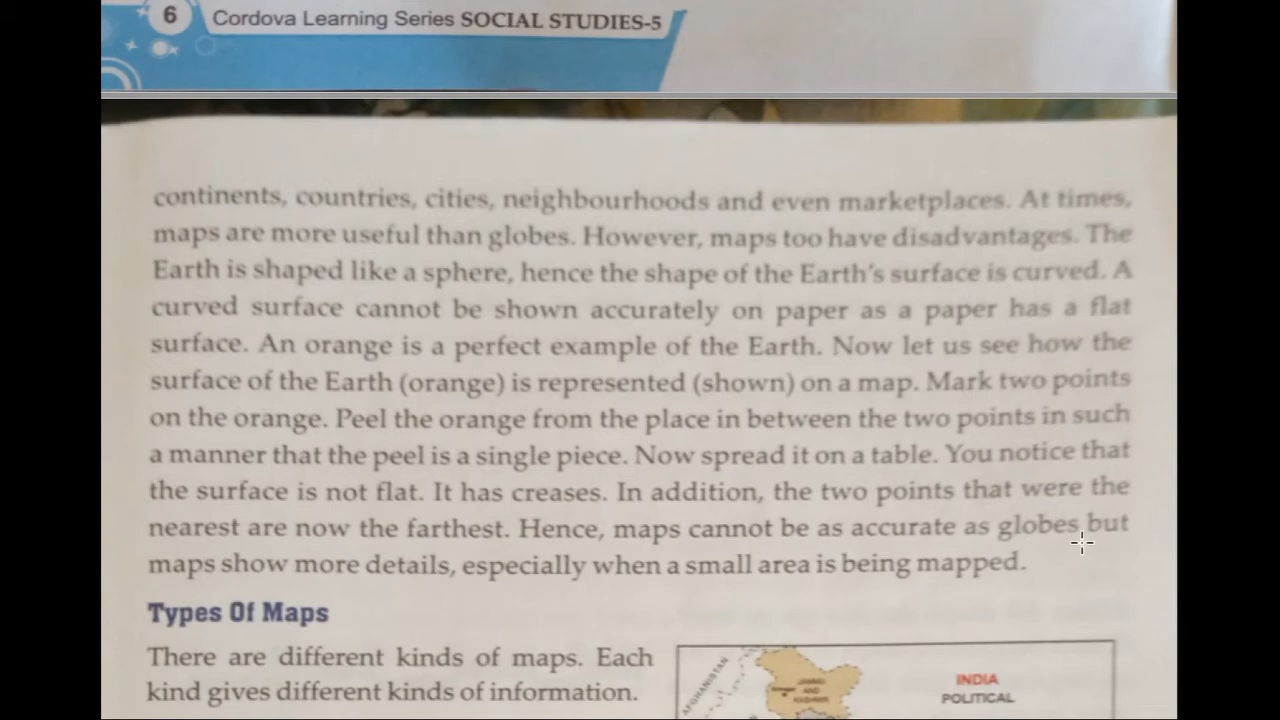 6 Cordova Learning Series SOCIAL STUDIES-5
continents, countries, cities, neighbourhoods and even marketplaces. At times,
maps are more useful than globes. However, maps too have disadvantages. The
Earth is shaped like a sphere, hence the shape of the Earth's surface is curved. A
curved surface cannot be shown accurately on paper as a paper has a flat
surface. An orange is a perfect example of the Earth. Now let us see how the
surface of the Earth (orange) is represented (shown) on a map. Mark two points
on the orange. Peel the orange from the place in between the two points in such
a manner that the peel is a single piece. Now spread it on a table. You notice that
the surface is not flat. It has creases. In addition, the two points that were the
nearest are now the farthest. Hence, maps cannot be as accurate as globes but
maps show more details, especially when a small area is being mapped.
Types Of Maps
There are different kinds of maps. Each
kind gives different kinds of information.
AFGHANISTAN
JAMMU
AND
KASHMIR
INDIA
POLITICAL